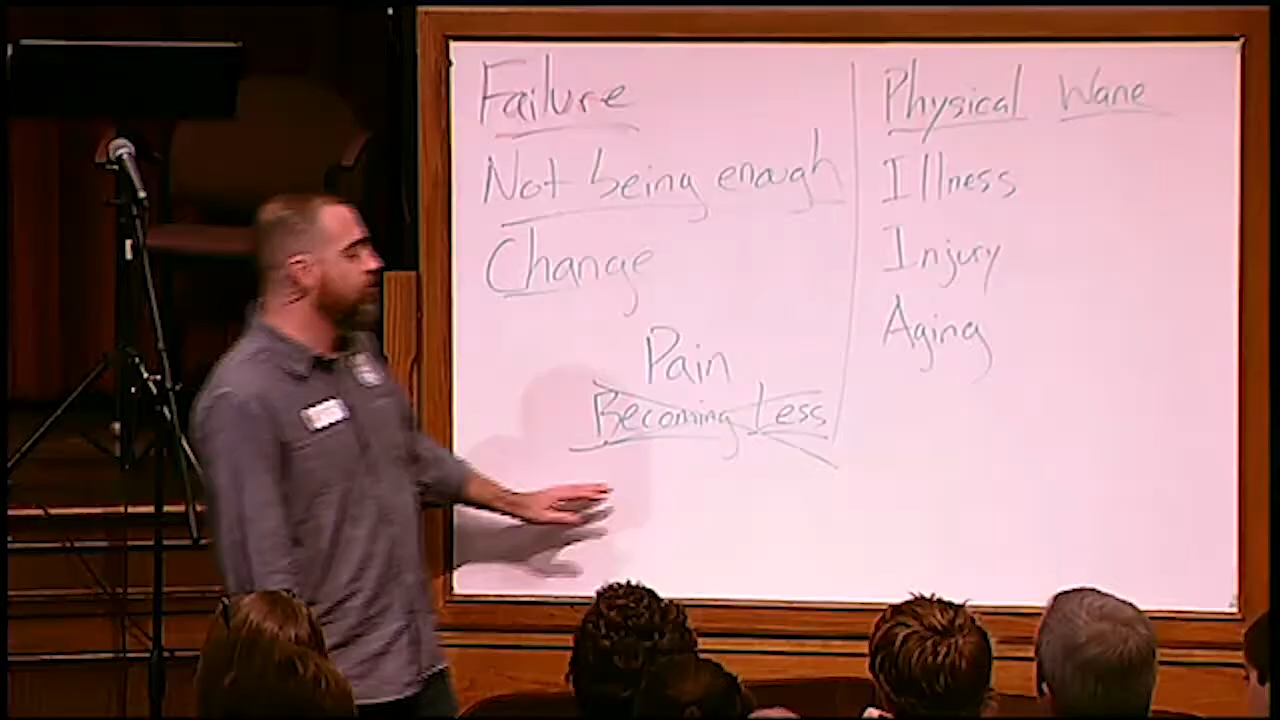 Failure
Not being enough
Change
Pain
Becoming Less
Physical Wane
Illness
Injury
Aging